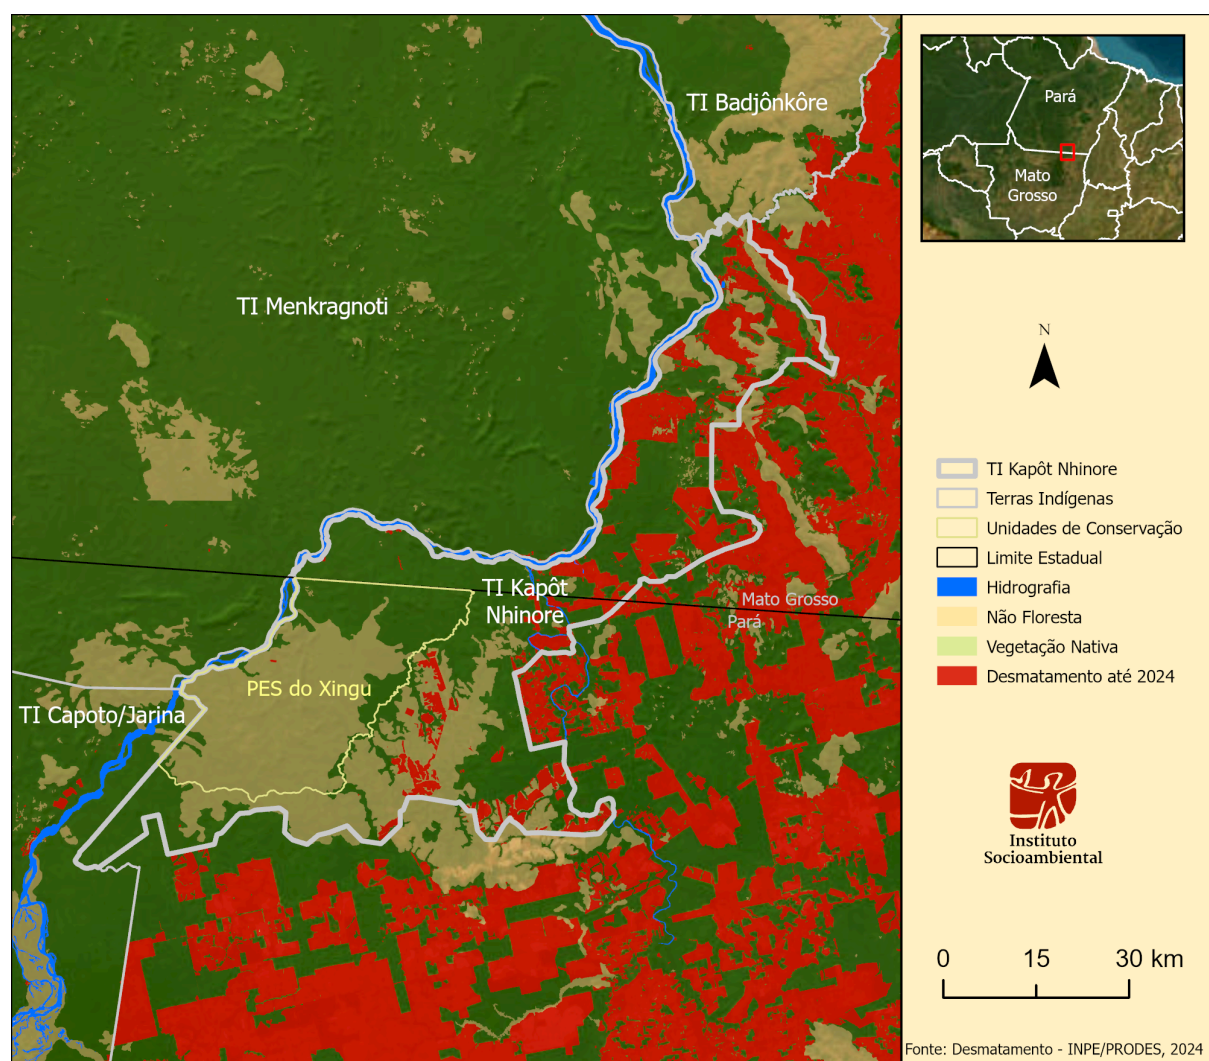 TI Badjônkôre
TI Menkragnoti
TI Kapôt
Nhinore
Mato Grosso
Pará
PES do Xingu
TI Capoto/Jarina
Pará
Mato
Grosso
N
TI Kapôt Nhinore
Terras Indígenas
Unidades de Conservação
Limite Estadual
Hidrografia
Não Floresta
Vegetação Nativa
Desmatamento até 2024
Instituto
Socioambiental
0 15 30 km
Fonte: Desmatamento - INPE/PRODES, 2024